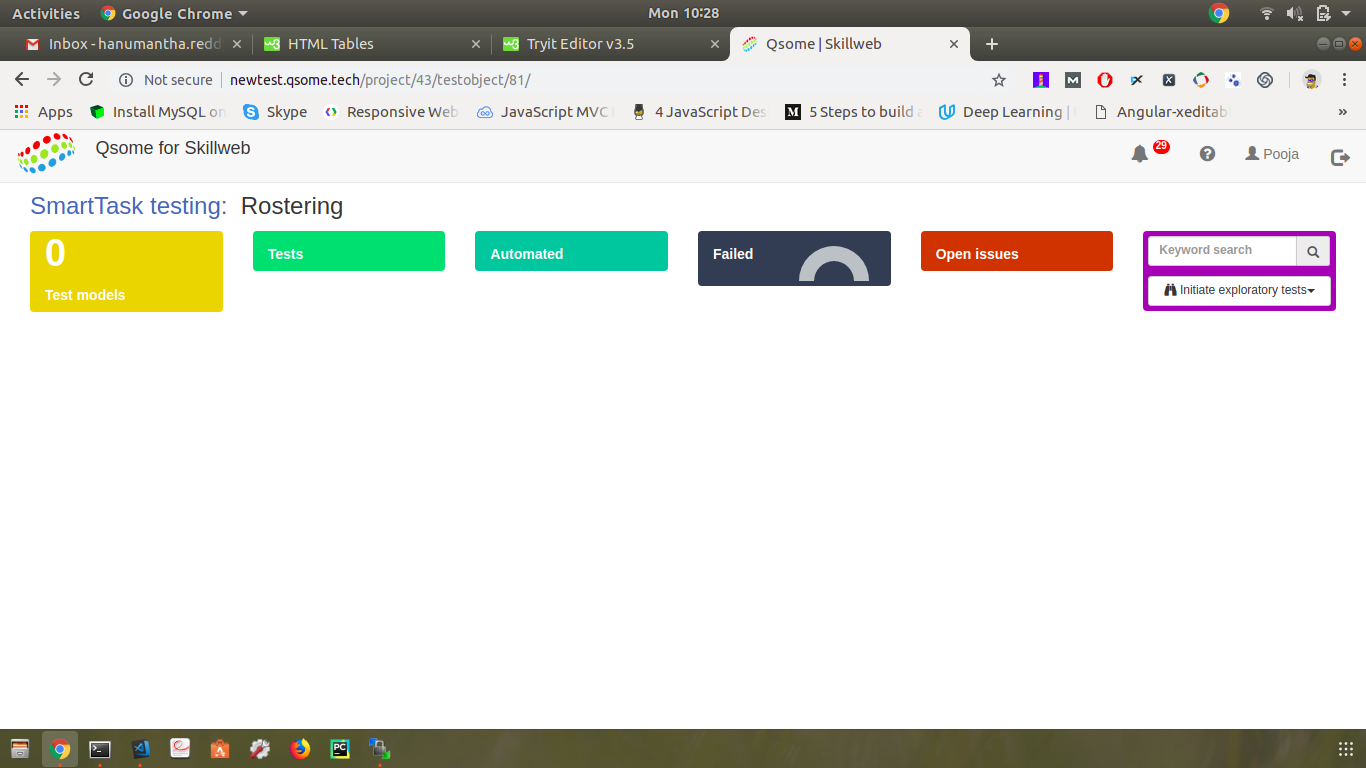 Activities Google Chrome Mon 10:28
Inbox - hanumantha.redd HTML Tables Tryit Editor v3.5 Qsome | Skillweb
Not secure newtest.qsome.tech/project/43/testobject/81/
Apps Install MySQL on Skype Responsive Web JavaScript MVC 4 JavaScript Des 5 Steps to build Deep Learning | Angular-xeditab »
Qsome for Skillweb 29 Pooja
SmartTask testing: Rostering
0
Test models
Tests
Automated
Failed
Open issues
Keyword search
Initiate exploratory tests